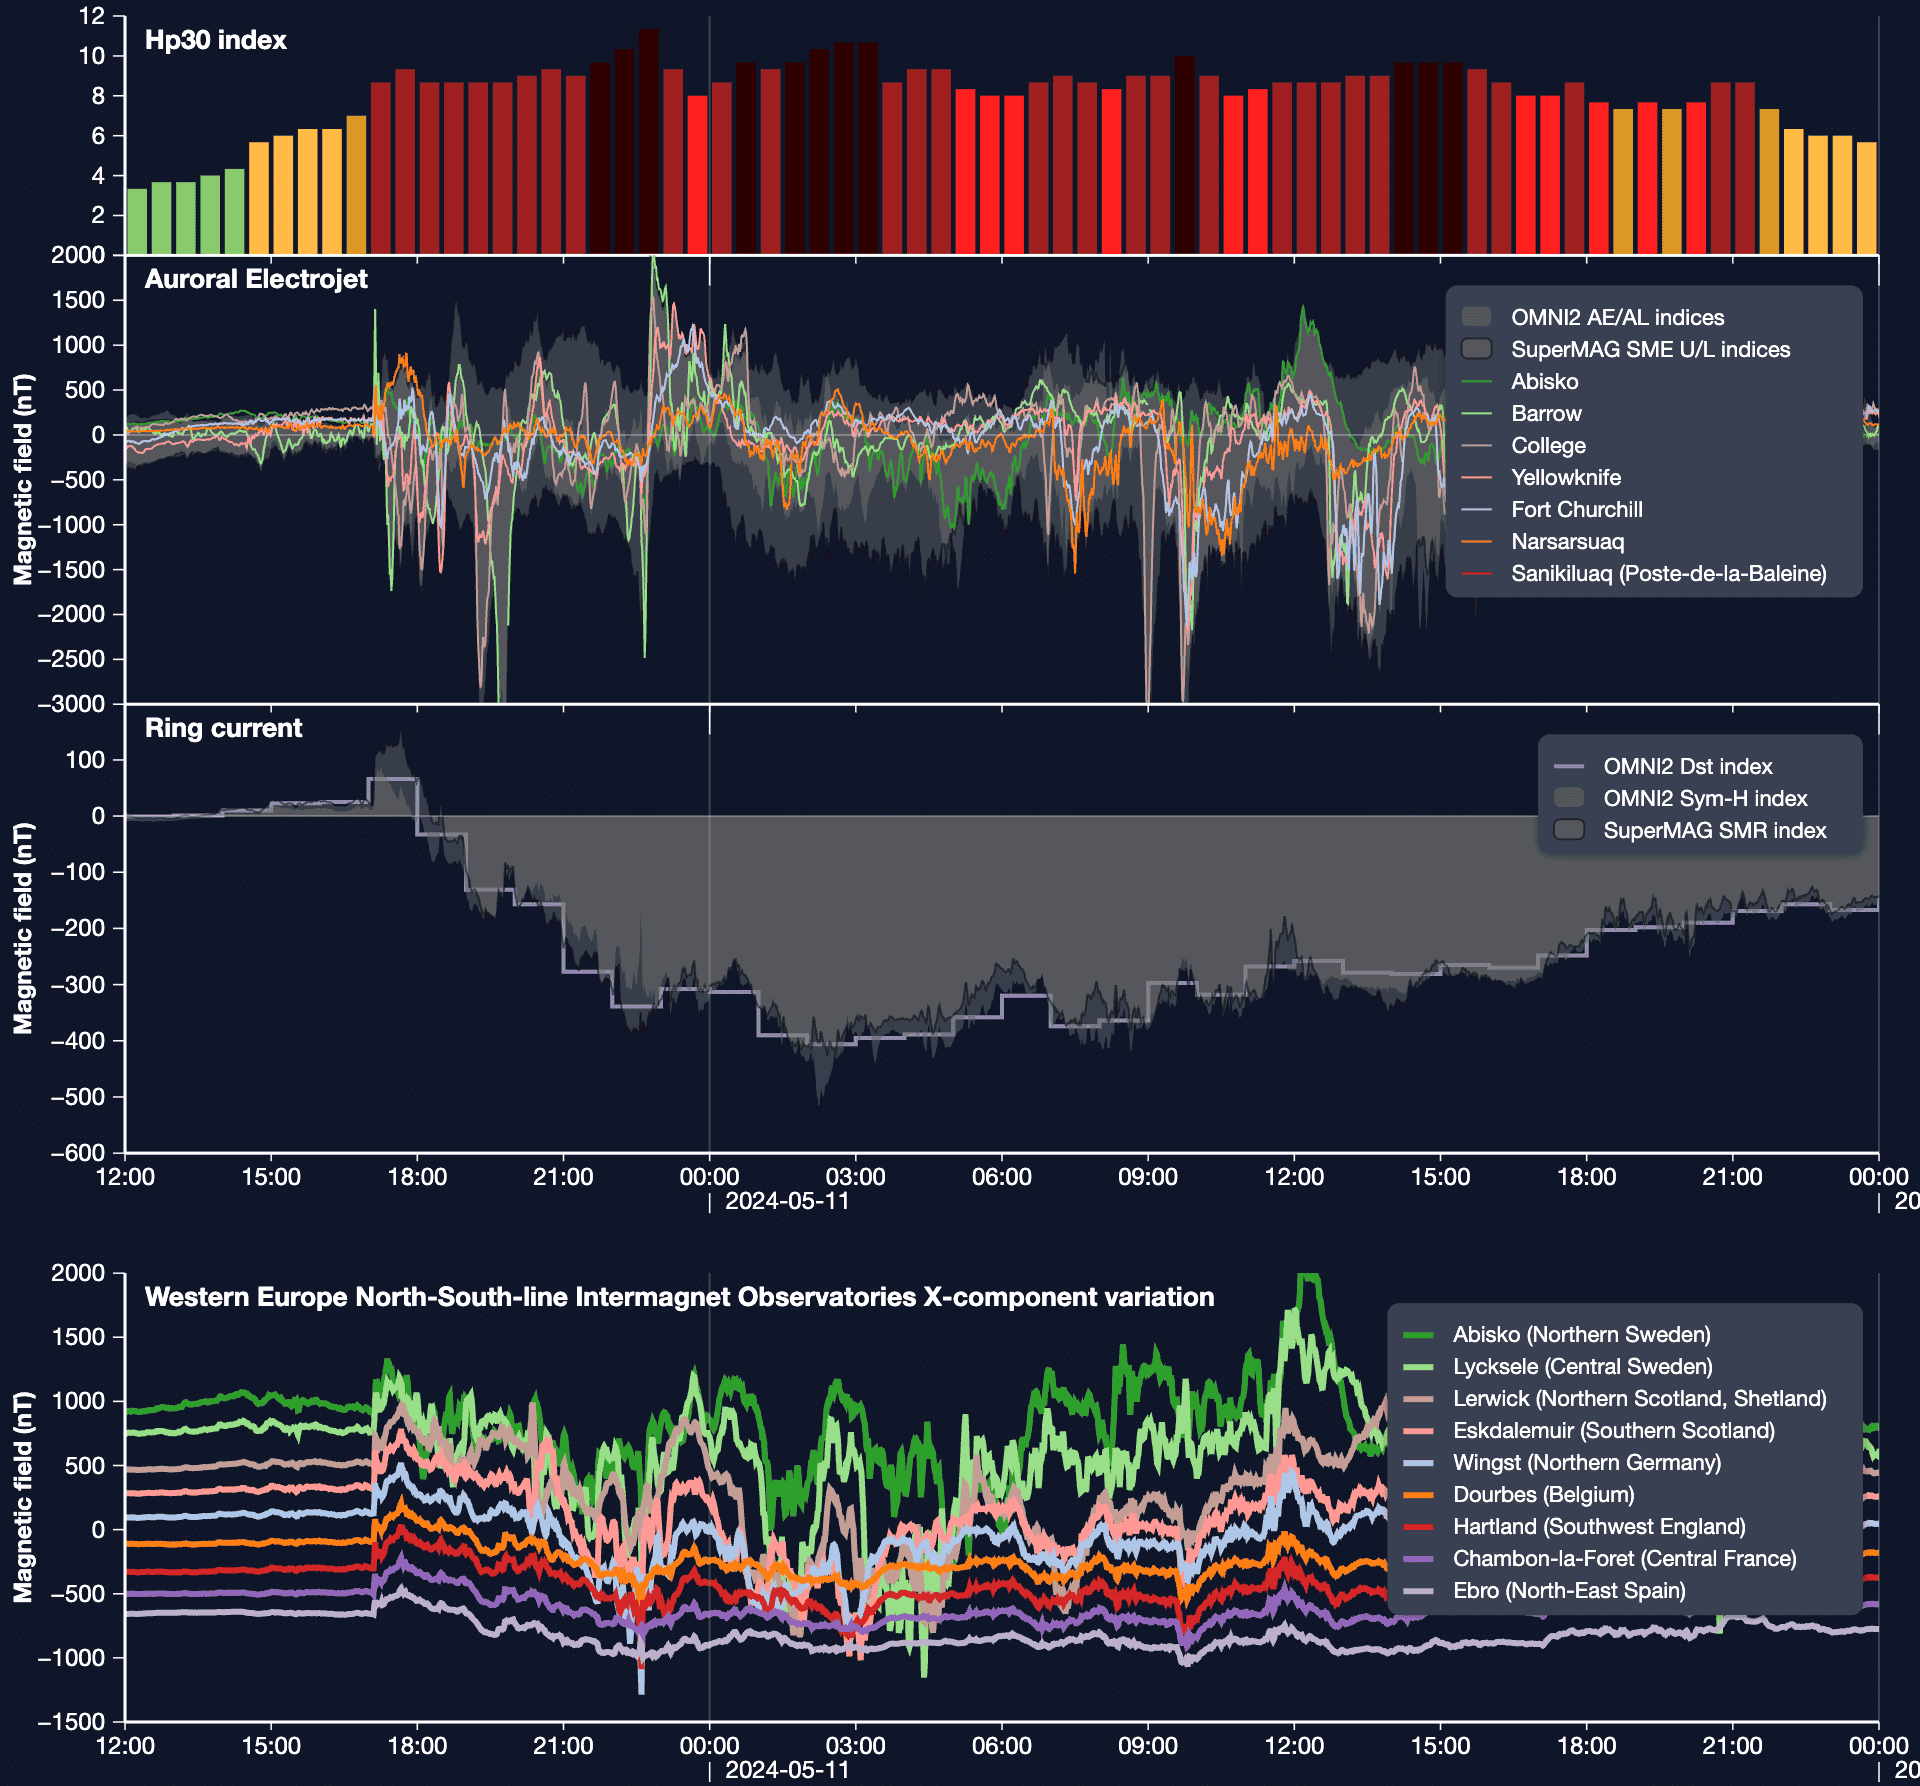 12
10
8
6
4
2
Hp30 index
2000
1500
1000
500
0
−500
−1000
−1500
−2000
−2500
−3000
Magnetic field (nT)
Auroral Electrojet
OMNI2 AE/AL indices
SuperMAG SME U/L indices
Abisko
Barrow
College
Yellowknife
Fort Churchill
Narsarsuaq
Sanikiluaq (Poste-de-la-Baleine)
100
0
−100
−200
−300
−400
−500
−600
Magnetic field (nT)
Ring current
OMNI2 Dst index
OMNI2 Sym-H index
SuperMAG SMR index
12:00 15:00 18:00 21:00 00:00 03:00 06:00 09:00 12:00 15:00 18:00 21:00 00:00
2024-05-11 20
2000
1500
1000
500
0
−500
−1000
−1500
Magnetic field (nT)
Western Europe North-South-line Intermagnet Observatories X-component variation
Abisko (Northern Sweden)
Lycksele (Central Sweden)
Lerwick (Northern Scotland, Shetland)
Eskdalemuir (Southern Scotland)
Wingst (Northern Germany)
Dourbes (Belgium)
Hartland (Southwest England)
Chambon-la-Foret (Central France)
Ebro (North-East Spain)
12:00 15:00 18:00 21:00 00:00 03:00 06:00 09:00 12:00 15:00 18:00 21:00 00:00
2024-05-11 20